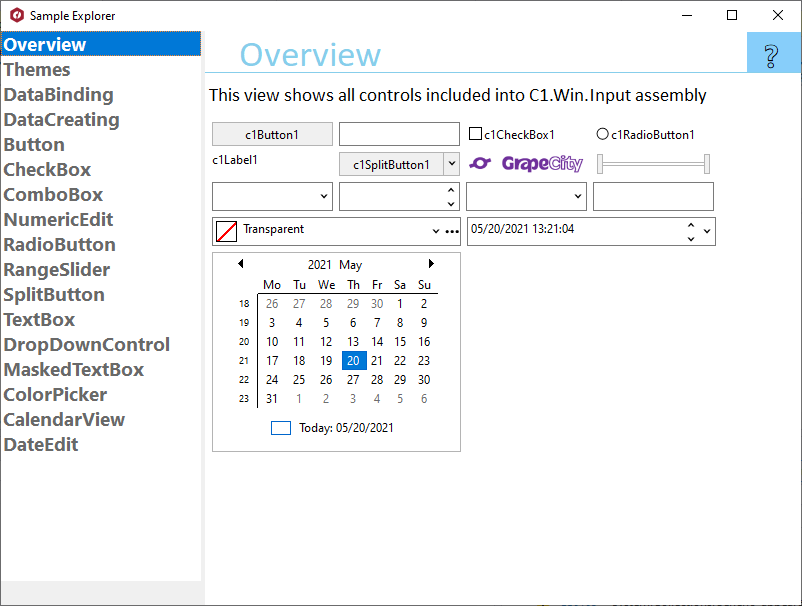 Sample Explorer
Overview
Themes
DataBinding
DataCreating
Button
CheckBox
ComboBox
NumericEdit
RadioButton
RangeSlider
SplitButton
TextBox
DropDownControl
MaskedTextBox
ColorPicker
CalendarView
DateEdit
Overview
?
This view shows all controls included into C1.Win.Input assembly
c1Button1
c1CheckBox1
c1RadioButton1
c1Label1
c1SplitButton1
GrapeCity
Transparent
05/20/2021 13:21:04
2021 May
Mo Tu We Th Fr Sa Su
18 26 27 28 29 30 1 2
19 3 4 5 6 7 8 9
20 10 11 12 13 14 15 16
21 17 18 19 20 21 22 23
22 24 25 26 27 28 29 30
23 31 1 2 3 4 5 6
Today: 05/20/2021